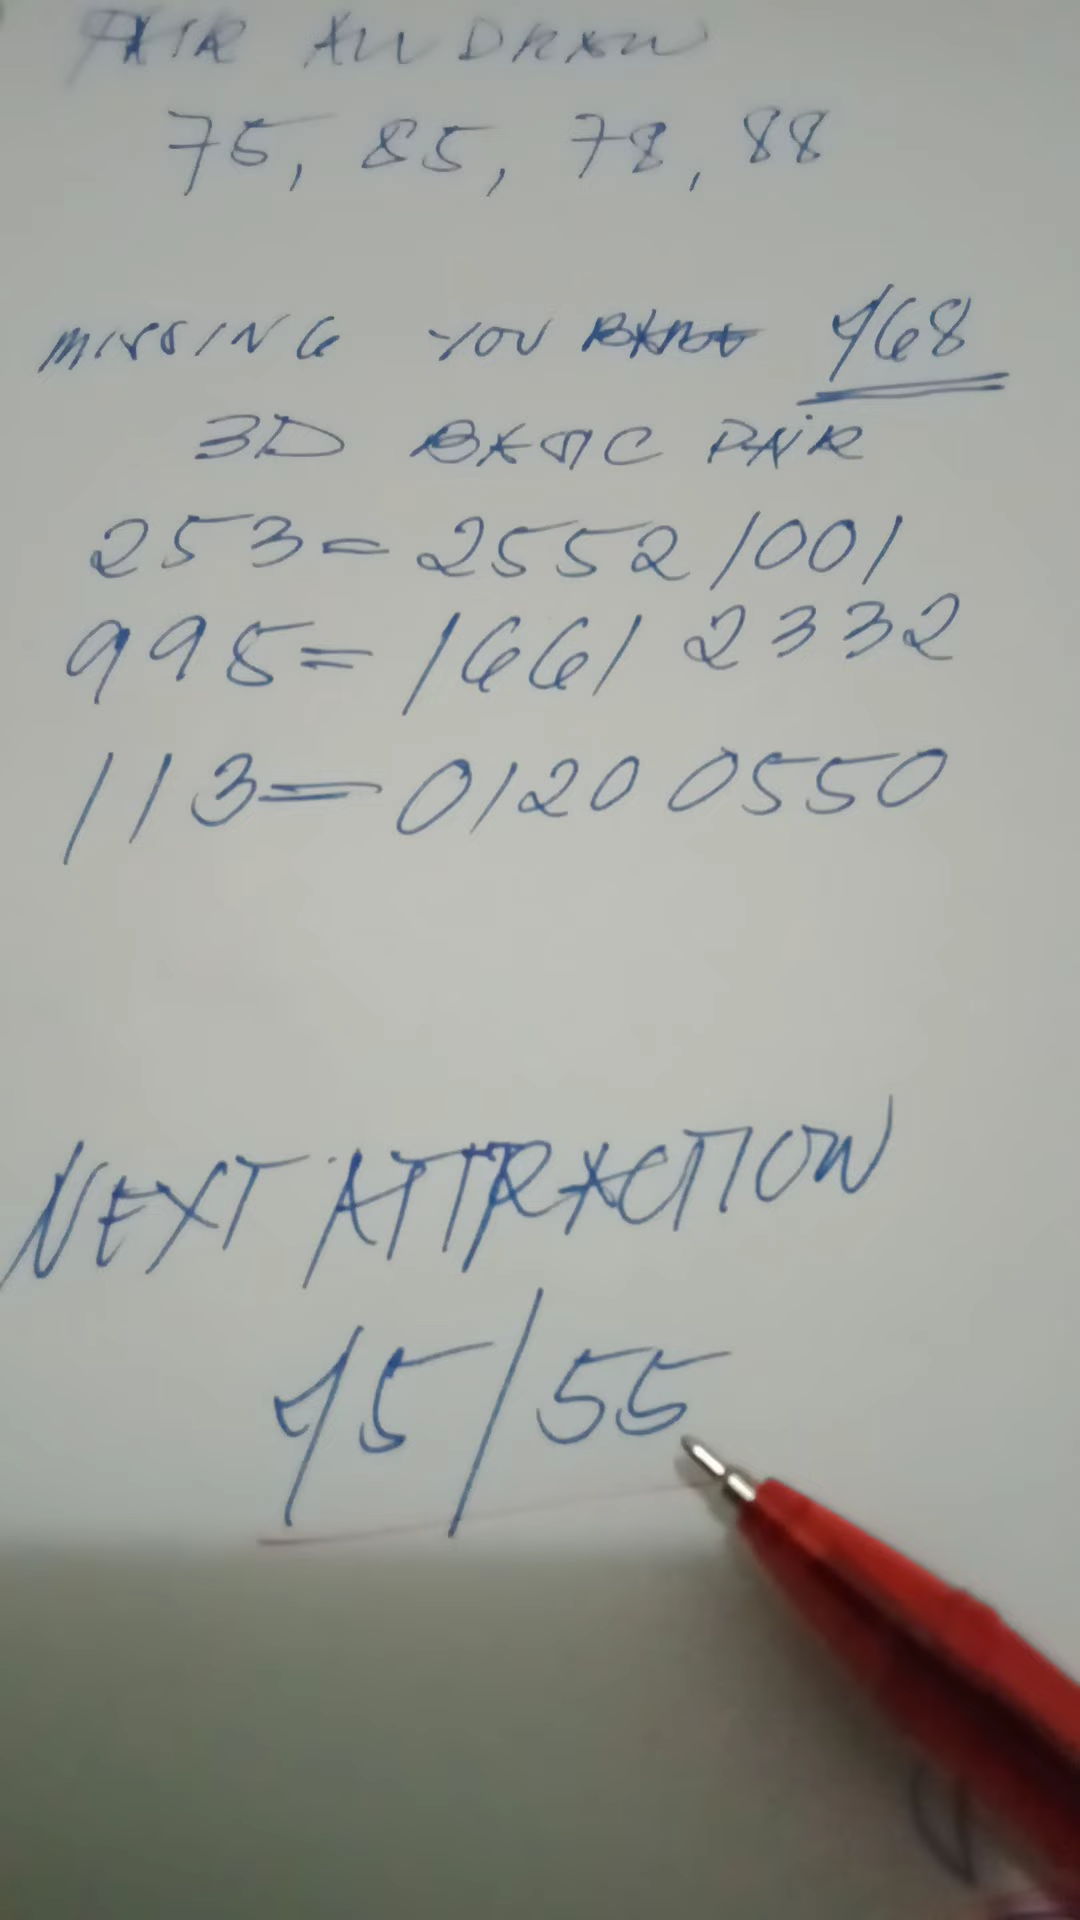 PAIR ALL DRAW
75, 85, 78, 88
MISSING YOU 468
3D BASIC PAIR
253=2552 1001
995=1661 2332
113=0120 0550
NEXT ATTRACTION
45/55